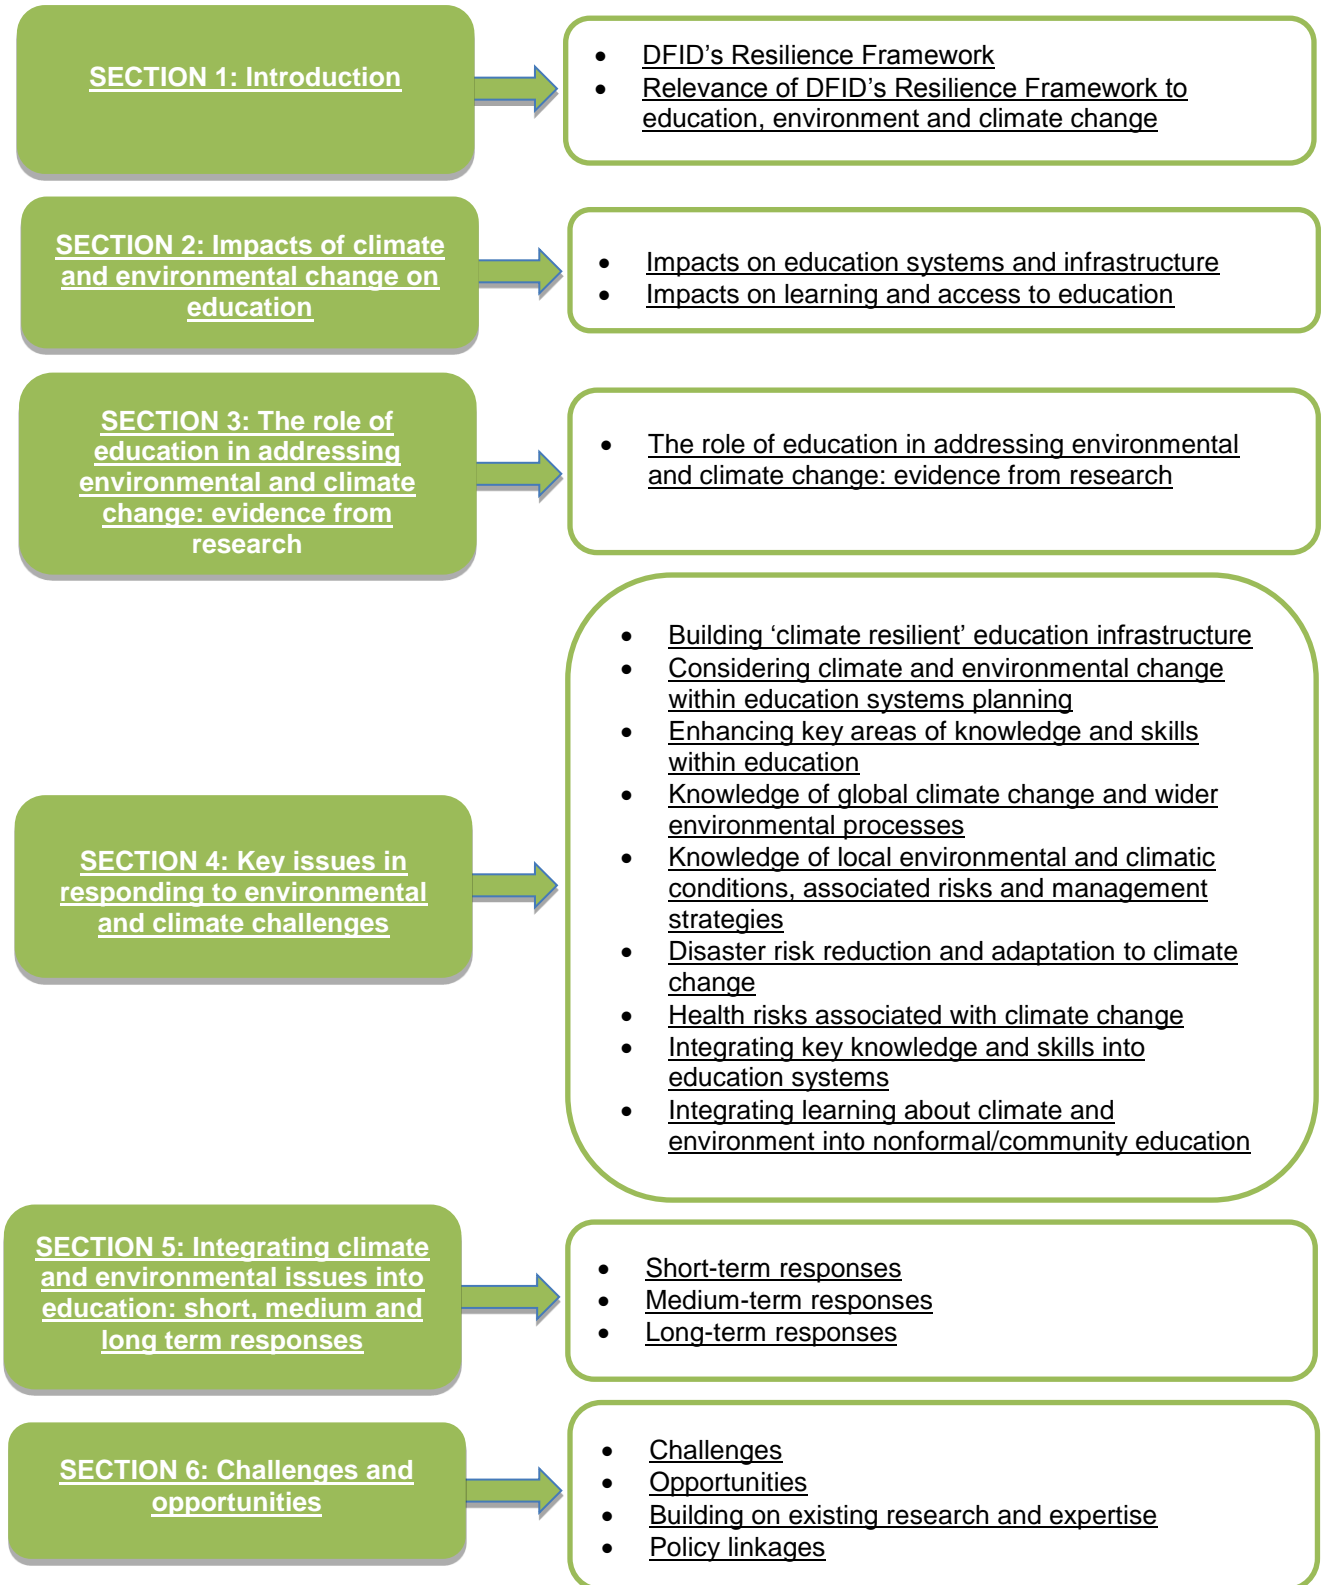 SECTION 1: Introduction
• DFID’s Resilience Framework
• Relevance of DFID’s Resilience Framework to
education, environment and climate change
SECTION 2: Impacts of climate
and environmental change on
education
• Impacts on education systems and infrastructure
• Impacts on learning and access to education
SECTION 3: The role of
education in addressing
environmental and climate
change: evidence from
research
• The role of education in addressing environmental
and climate change: evidence from research
SECTION 4: Key issues in
responding to environmental
and climate challenges
• Building ‘climate resilient’ education infrastructure
• Considering climate and environmental change
within education systems planning
• Enhancing key areas of knowledge and skills
within education
• Knowledge of global climate change and wider
environmental processes
• Knowledge of local environmental and climatic
conditions, associated risks and management
strategies
• Disaster risk reduction and adaptation to climate
change
• Health risks associated with climate change
• Integrating key knowledge and skills into
education systems
• Integrating learning about climate and
environment into nonformal/community education
SECTION 5: Integrating climate
and environmental issues into
education: short, medium and
long term responses
• Short-term responses
• Medium-term responses
• Long-term responses
SECTION 6: Challenges and
opportunities
• Challenges
• Opportunities
• Building on existing research and expertise
• Policy linkages